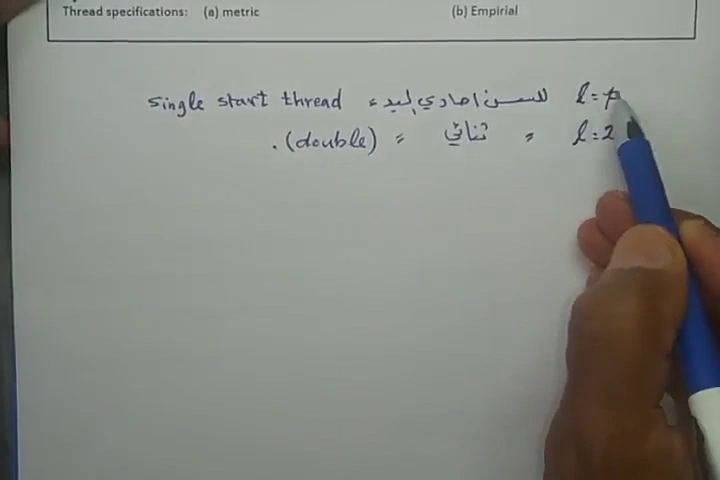 Thread specifications: (a) metric (b) Empirial
l = p للسن احادي البدء single start thread
l = 2 = ثنائي = (double).